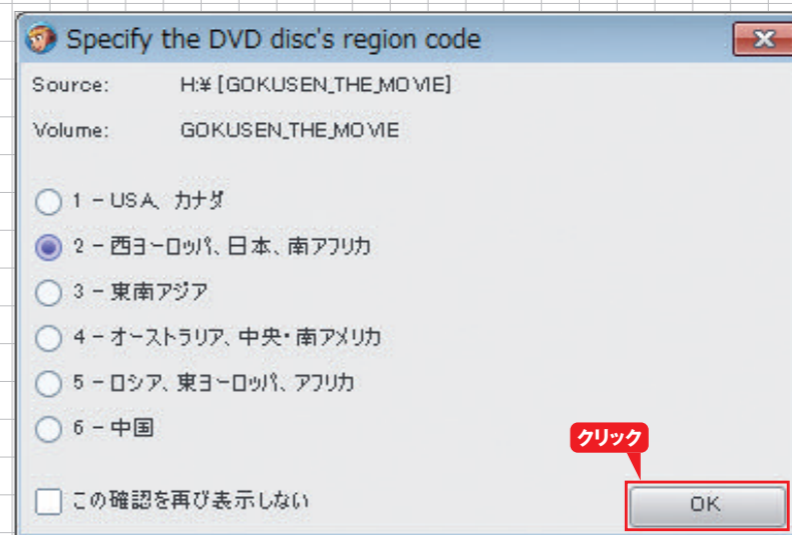 Specify the DVD disc's region code
Source: H:¥ [GOKUSEN_THE_MOVIE]
Volume: GOKUSEN_THE_MOVIE
1 - USA、カナダ
2 - 西ヨーロッパ、日本、南アフリカ
3 - 東南アジア
4 - オーストラリア、中央・南アメリカ
5 - ロシア、東ヨーロッパ、アフリカ
6 - 中国
クリック
この確認を再び表示しない
OK